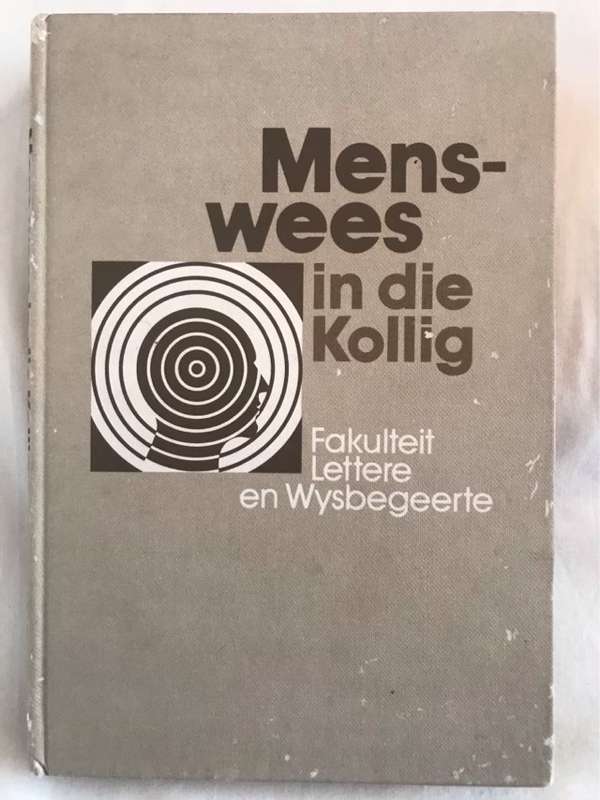 Mens-
wees
in die
Kollig
Fakulteit
Lettere
en Wysbegeerte